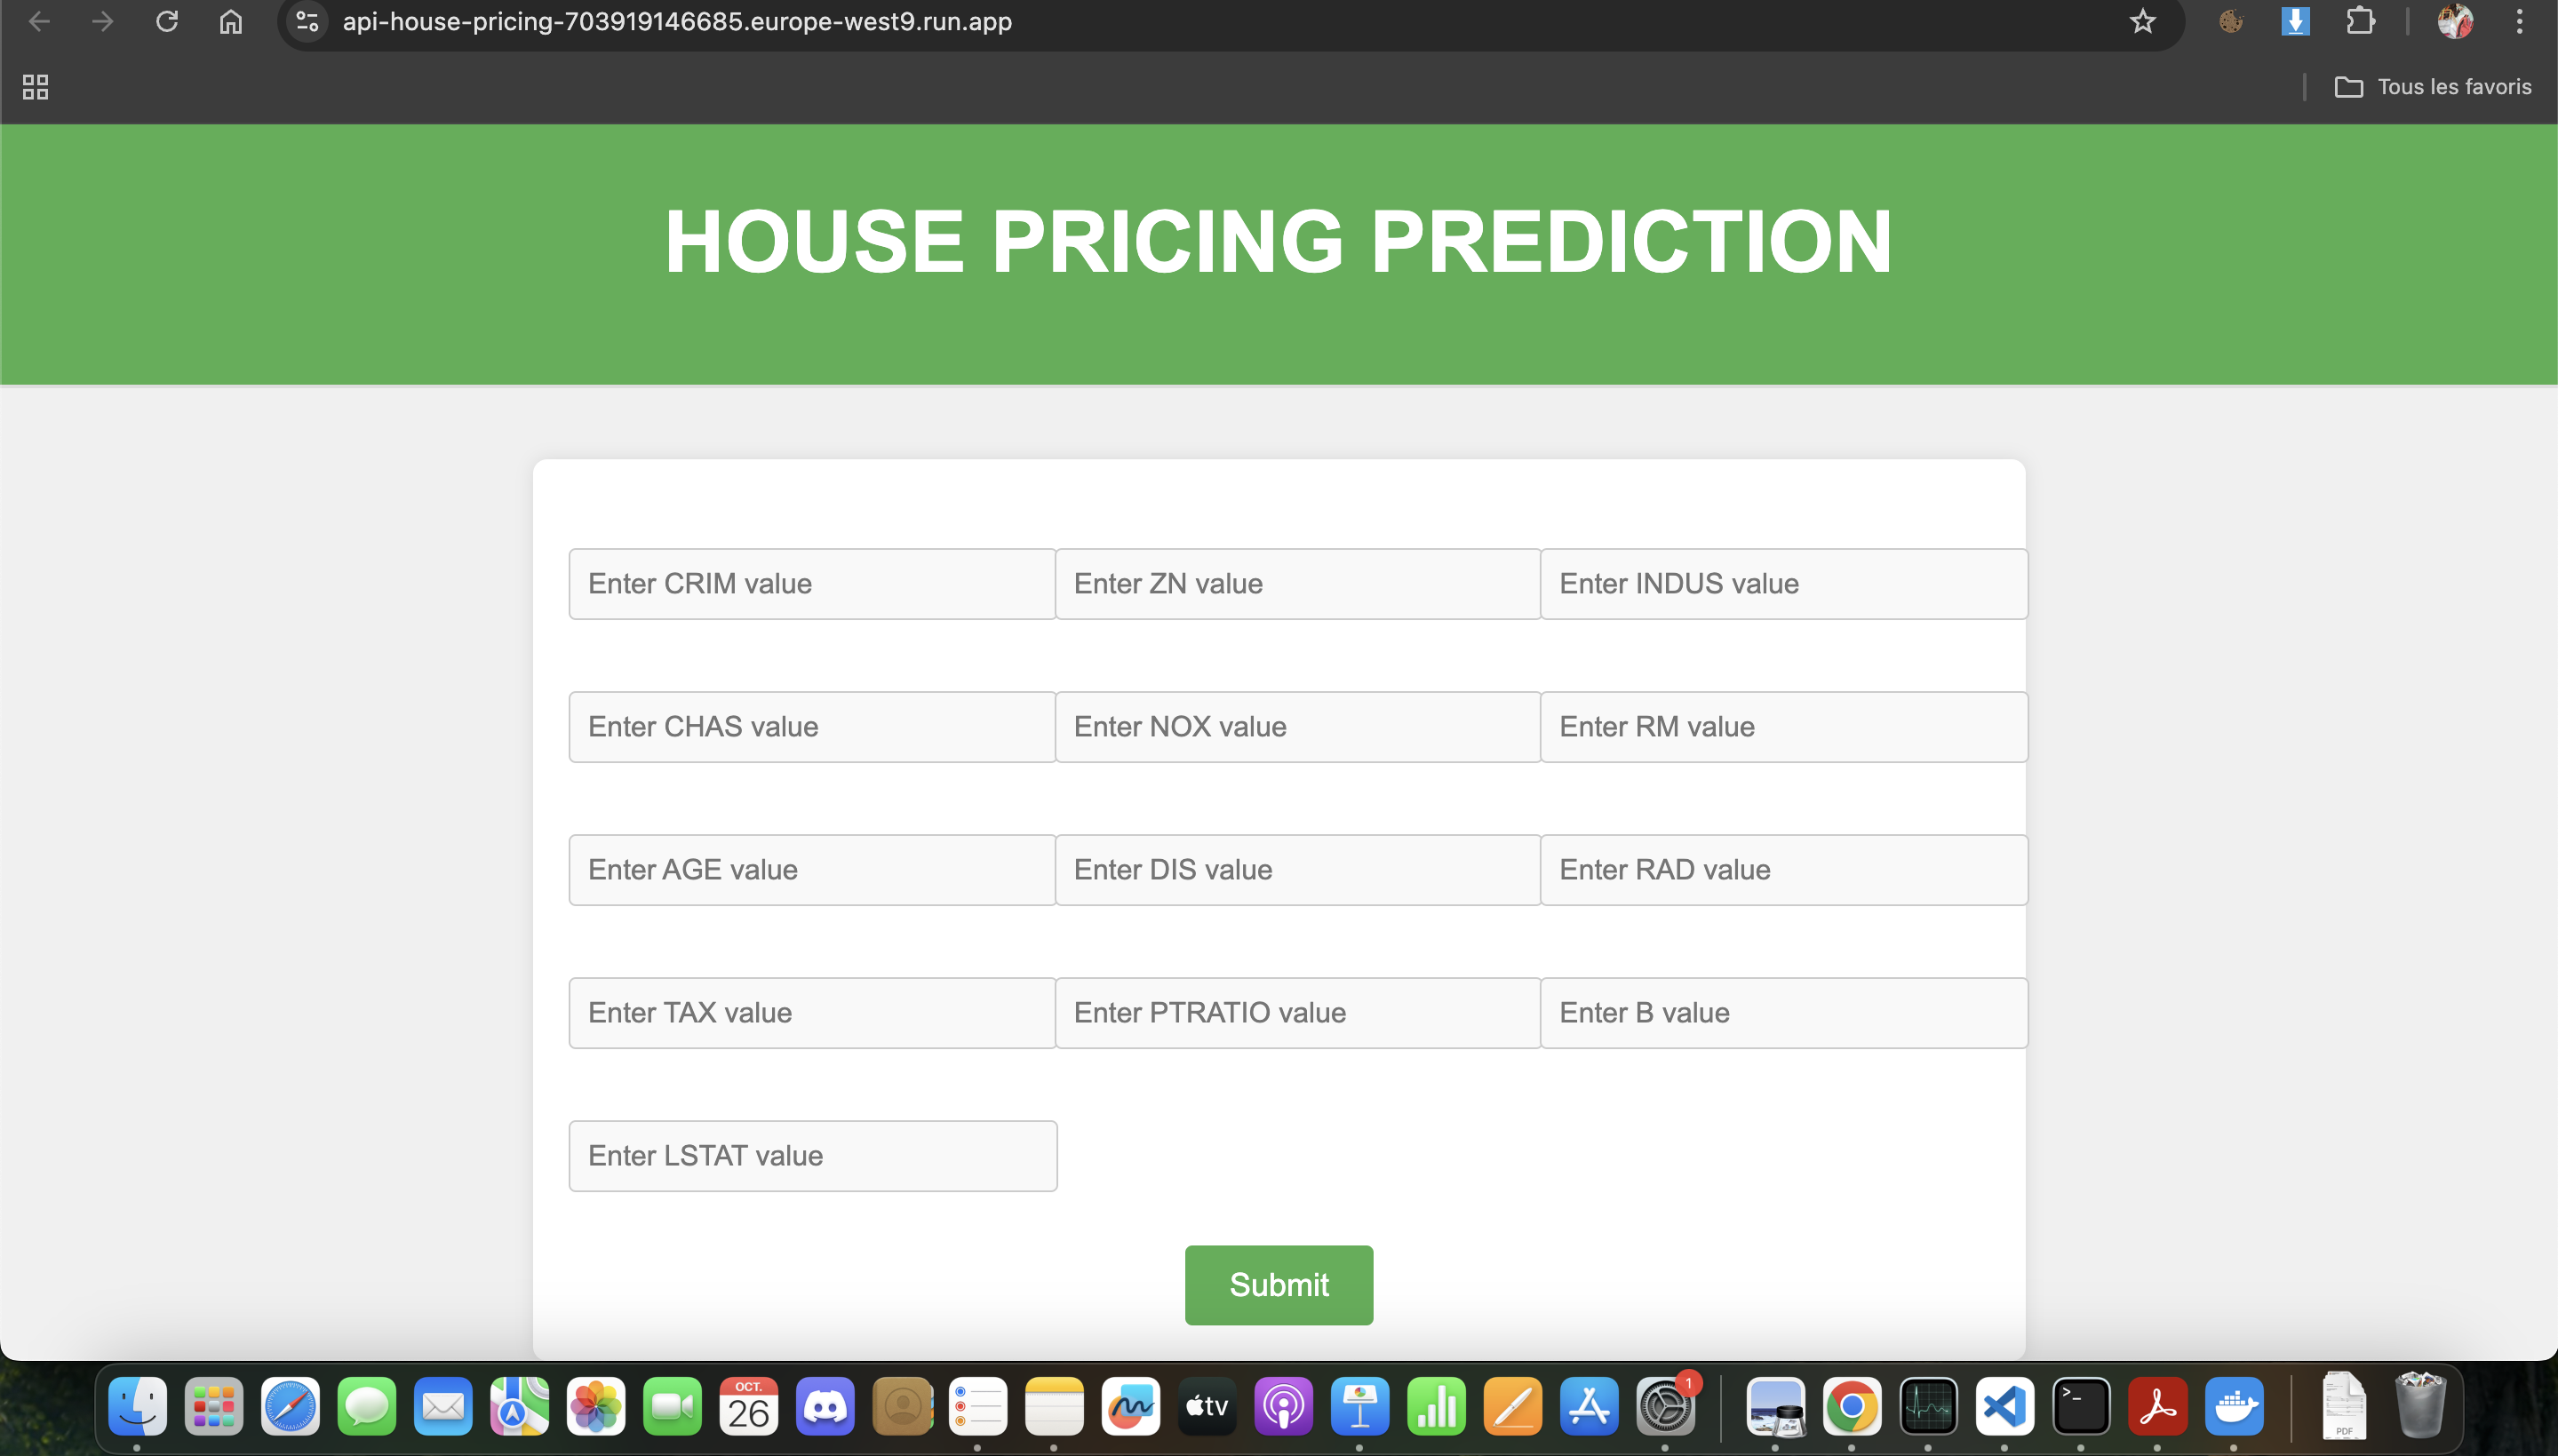 api-house-pricing-703919146685.europe-west9.run.app
Tous les favoris
HOUSE PRICING PREDICTION
Enter CRIM value
Enter ZN value
Enter INDUS value
Enter CHAS value
Enter NOX value
Enter RM value
Enter AGE value
Enter DIS value
Enter RAD value
Enter TAX value
Enter PTRATIO value
Enter B value
Enter LSTAT value
Submit
OCT.
26
tv
1
>_
PDF